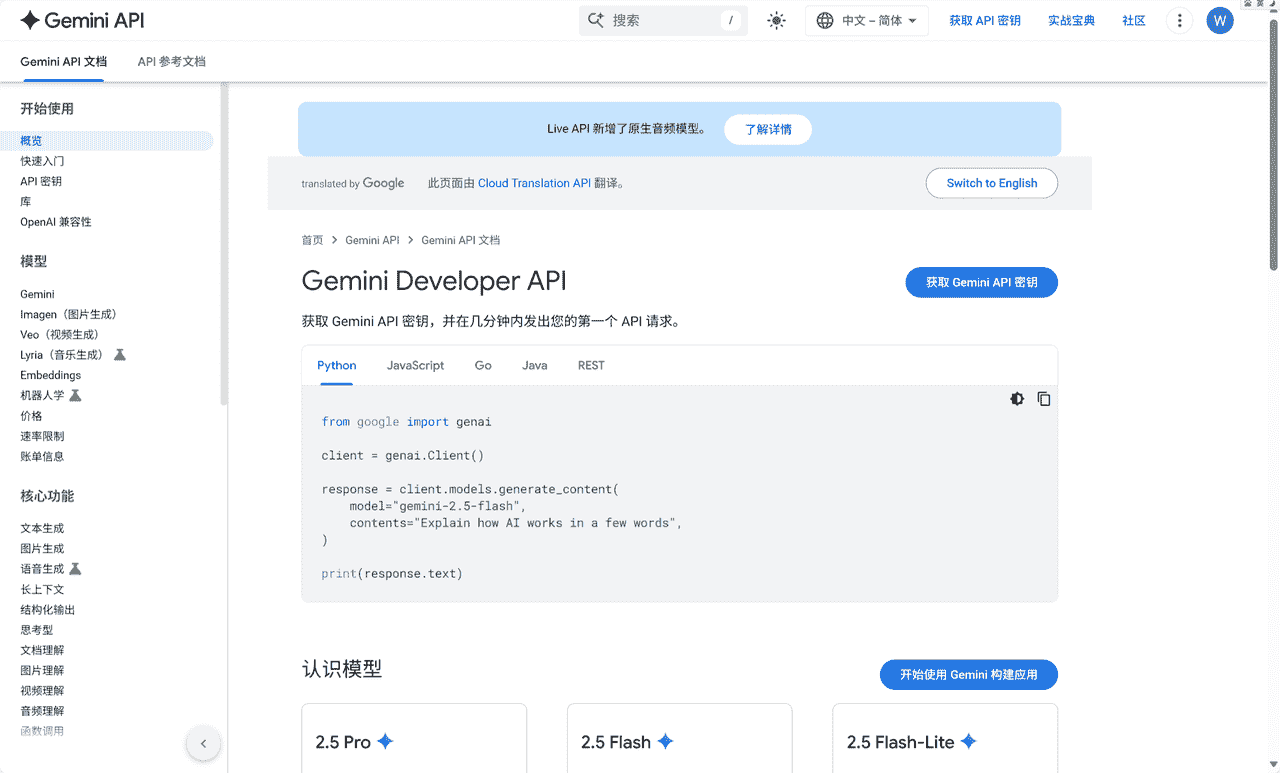 Gemini API
搜索
/
中文 – 简体
获取 API 密钥
实战宝典
社区
W
Gemini API 文档
API 参考文档
开始使用
概览
快速入门
API 密钥
库
OpenAI 兼容性
模型
Gemini
Imagen（图片生成）
Veo（视频生成）
Lyria（音乐生成）
Embeddings
机器人学
价格
速率限制
账单信息
核心功能
文本生成
图片生成
语音生成
长上下文
结构化输出
思考型
文档理解
图片理解
视频理解
音频理解
函数调用
Live API 新增了原生音频模型。
了解详情
translated by Google
此页面由 Cloud Translation API 翻译。
Switch to English
首页 > Gemini API > Gemini API 文档
Gemini Developer API
获取 Gemini API 密钥
获取 Gemini API 密钥，并在几分钟内发出您的第一个 API 请求。
Python JavaScript Go Java REST
from google import genai
client = genai.Client()
response = client.models.generate_content(
    model="gemini-2.5-flash",
    contents="Explain how AI works in a few words",
)
print(response.text)
认识模型
开始使用 Gemini 构建应用
2.5 Pro
2.5 Flash
2.5 Flash-Lite